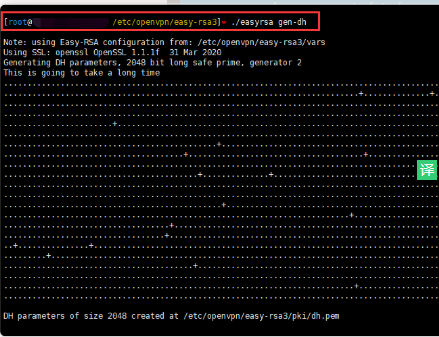 [root@ /etc/openvpn/easy-rsa3]# ./easyrsa gen-dh
Note: using Easy-RSA configuration from: /etc/openvpn/easy-rsa3/vars
Using SSL: openssl OpenSSL 1.1.1f 31 Mar 2020
Generating DH parameters, 2048 bit long safe prime, generator 2
This is going to take a long time
译
DH parameters of size 2048 created at /etc/openvpn/easy-rsa3/pki/dh.pem